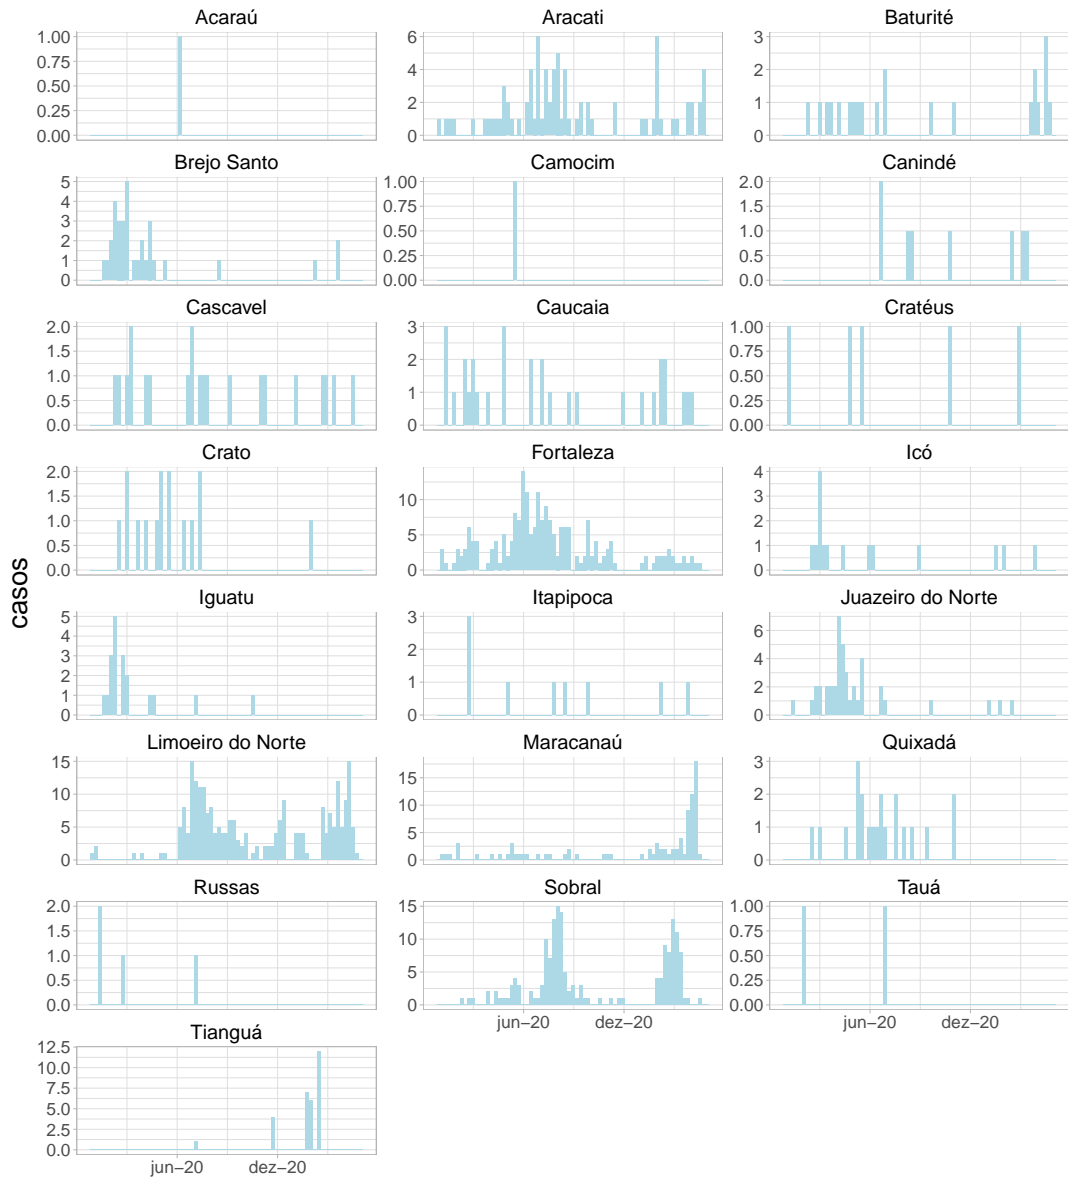 Acaraú Aracati Baturité
1.00 0.75 0.50 0.25 0.00 6 4 2 0 3 2 1 0
Brejo Santo Camocim Canindé
5 4 3 2 1 0 1.00 0.75 0.50 0.25 0.00 2.0 1.5 1.0 0.5 0.0
Cascavel Caucaia Cratéus
2.0 1.5 1.0 0.5 0.0 3 2 1 0 1.00 0.75 0.50 0.25 0.00
Crato Fortaleza Icó
2.0 1.5 1.0 0.5 0.0 10 5 0 4 3 2 1 0
casos
Iguatu Itapipoca Juazeiro do Norte
5 4 3 2 1 0 3 2 1 0 6 4 2 0
Limoeiro do Norte Maracanaú Quixadá
15 10 5 0 15 10 5 0 3 2 1 0
Russas Sobral Tauá
2.0 1.5 1.0 0.5 0.0 15 10 5 0 1.00 0.75 0.50 0.25 0.00
jun–20 dez–20 jun–20 dez–20
Tianguá
12.5 10.0 7.5 5.0 2.5 0.0
jun–20 dez–20